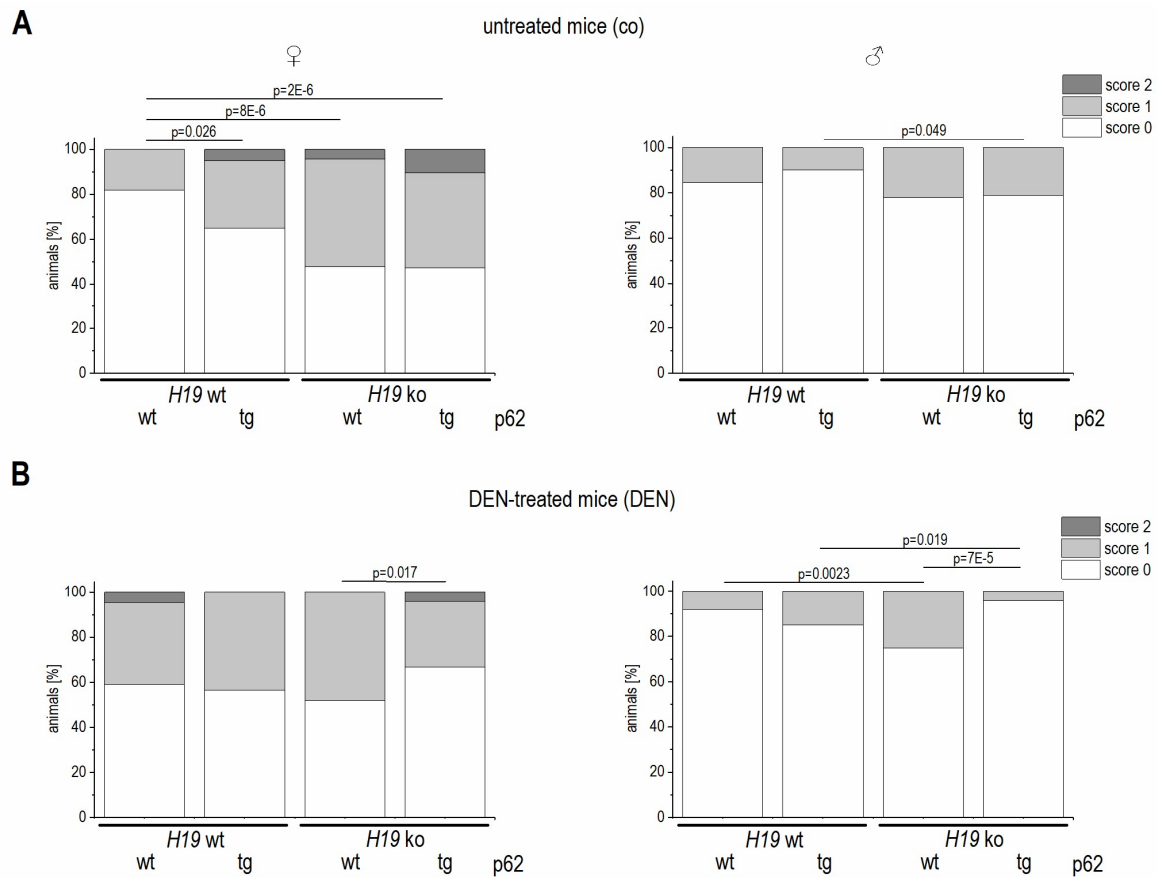 A
untreated mice (co)
♀
♂
score 2
score 1
score 0
p=2E-6
p=8E-6
p=0.026
100
80
60
40
20
0
animals [%]
H19 wt
H19 ko
wt
tg
wt
tg
p62
p=0.049
100
80
60
40
20
0
animals [%]
H19 wt
H19 ko
wt
tg
wt
tg
p62
B
DEN-treated mice (DEN)
score 2
score 1
score 0
p=0.017
100
80
60
40
20
0
animals [%]
H19 wt
H19 ko
wt
tg
wt
tg
p62
p=0.019
p=7E-5
p=0.0023
100
80
60
40
20
0
animals [%]
H19 wt
H19 ko
wt
tg
wt
tg
p62